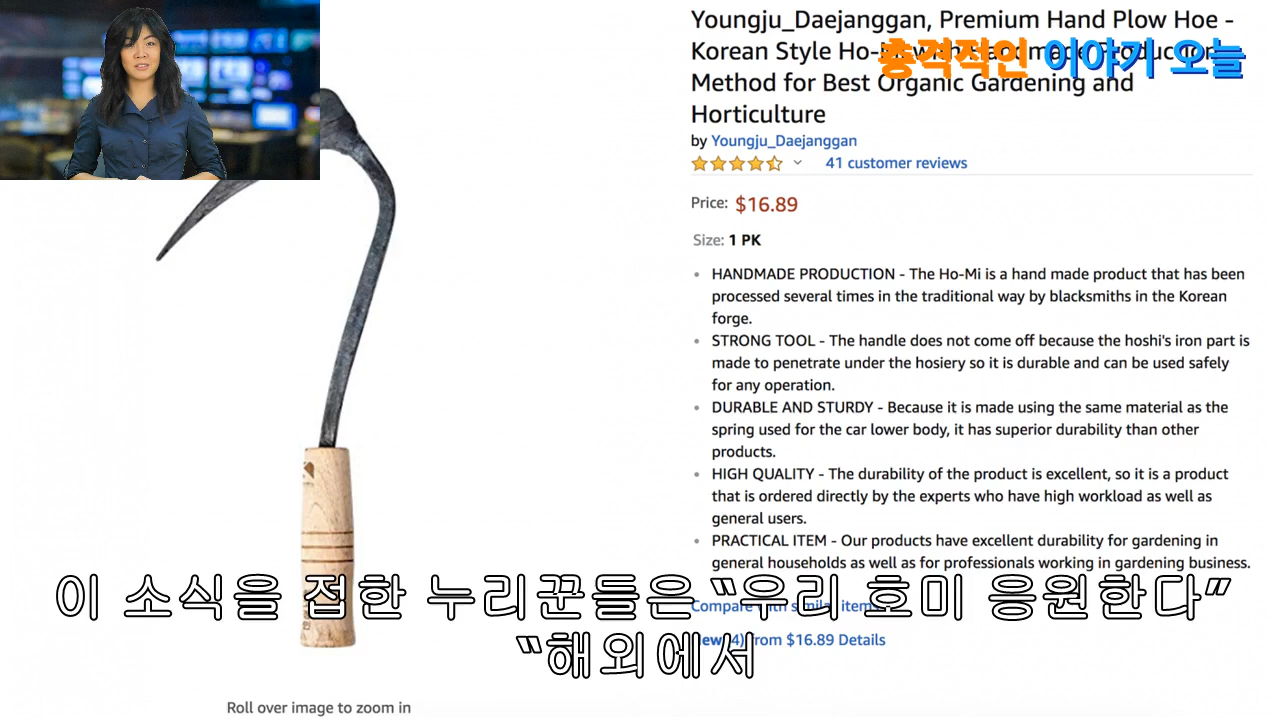 Youngju_Daejanggan, Premium Hand Plow Hoe -
Korean Style Ho-Mi with Handmade Production
Method for Best Organic Gardening and
Horticulture
충격적인 이야기 오늘
by Youngju_Daejanggan
41 customer reviews
Price: $16.89
Size: 1 PK
HANDMADE PRODUCTION - The Ho-Mi is a hand made product that has been
processed several times in the traditional way by blacksmiths in the Korean
forge.
STRONG TOOL - The handle does not come off because the hoshi's iron part is
made to penetrate under the hosiery so it is durable and can be used safely
for any operation.
DURABLE AND STURDY - Because it is made using the same material as the
spring used for the car lower body, it has superior durability than other
products.
HIGH QUALITY - The durability of the product is excellent, so it is a product
that is ordered directly by the experts who have high workload as well as
general users.
PRACTICAL ITEM - Our products have excellent durability for gardening in
general households as well as for professionals working in gardening business.
Compare with similar items
New (4) from $16.89 Details
이 소식을 접한 누리꾼들은 “우리 호미 응원한다”
“해외에서
Roll over image to zoom in